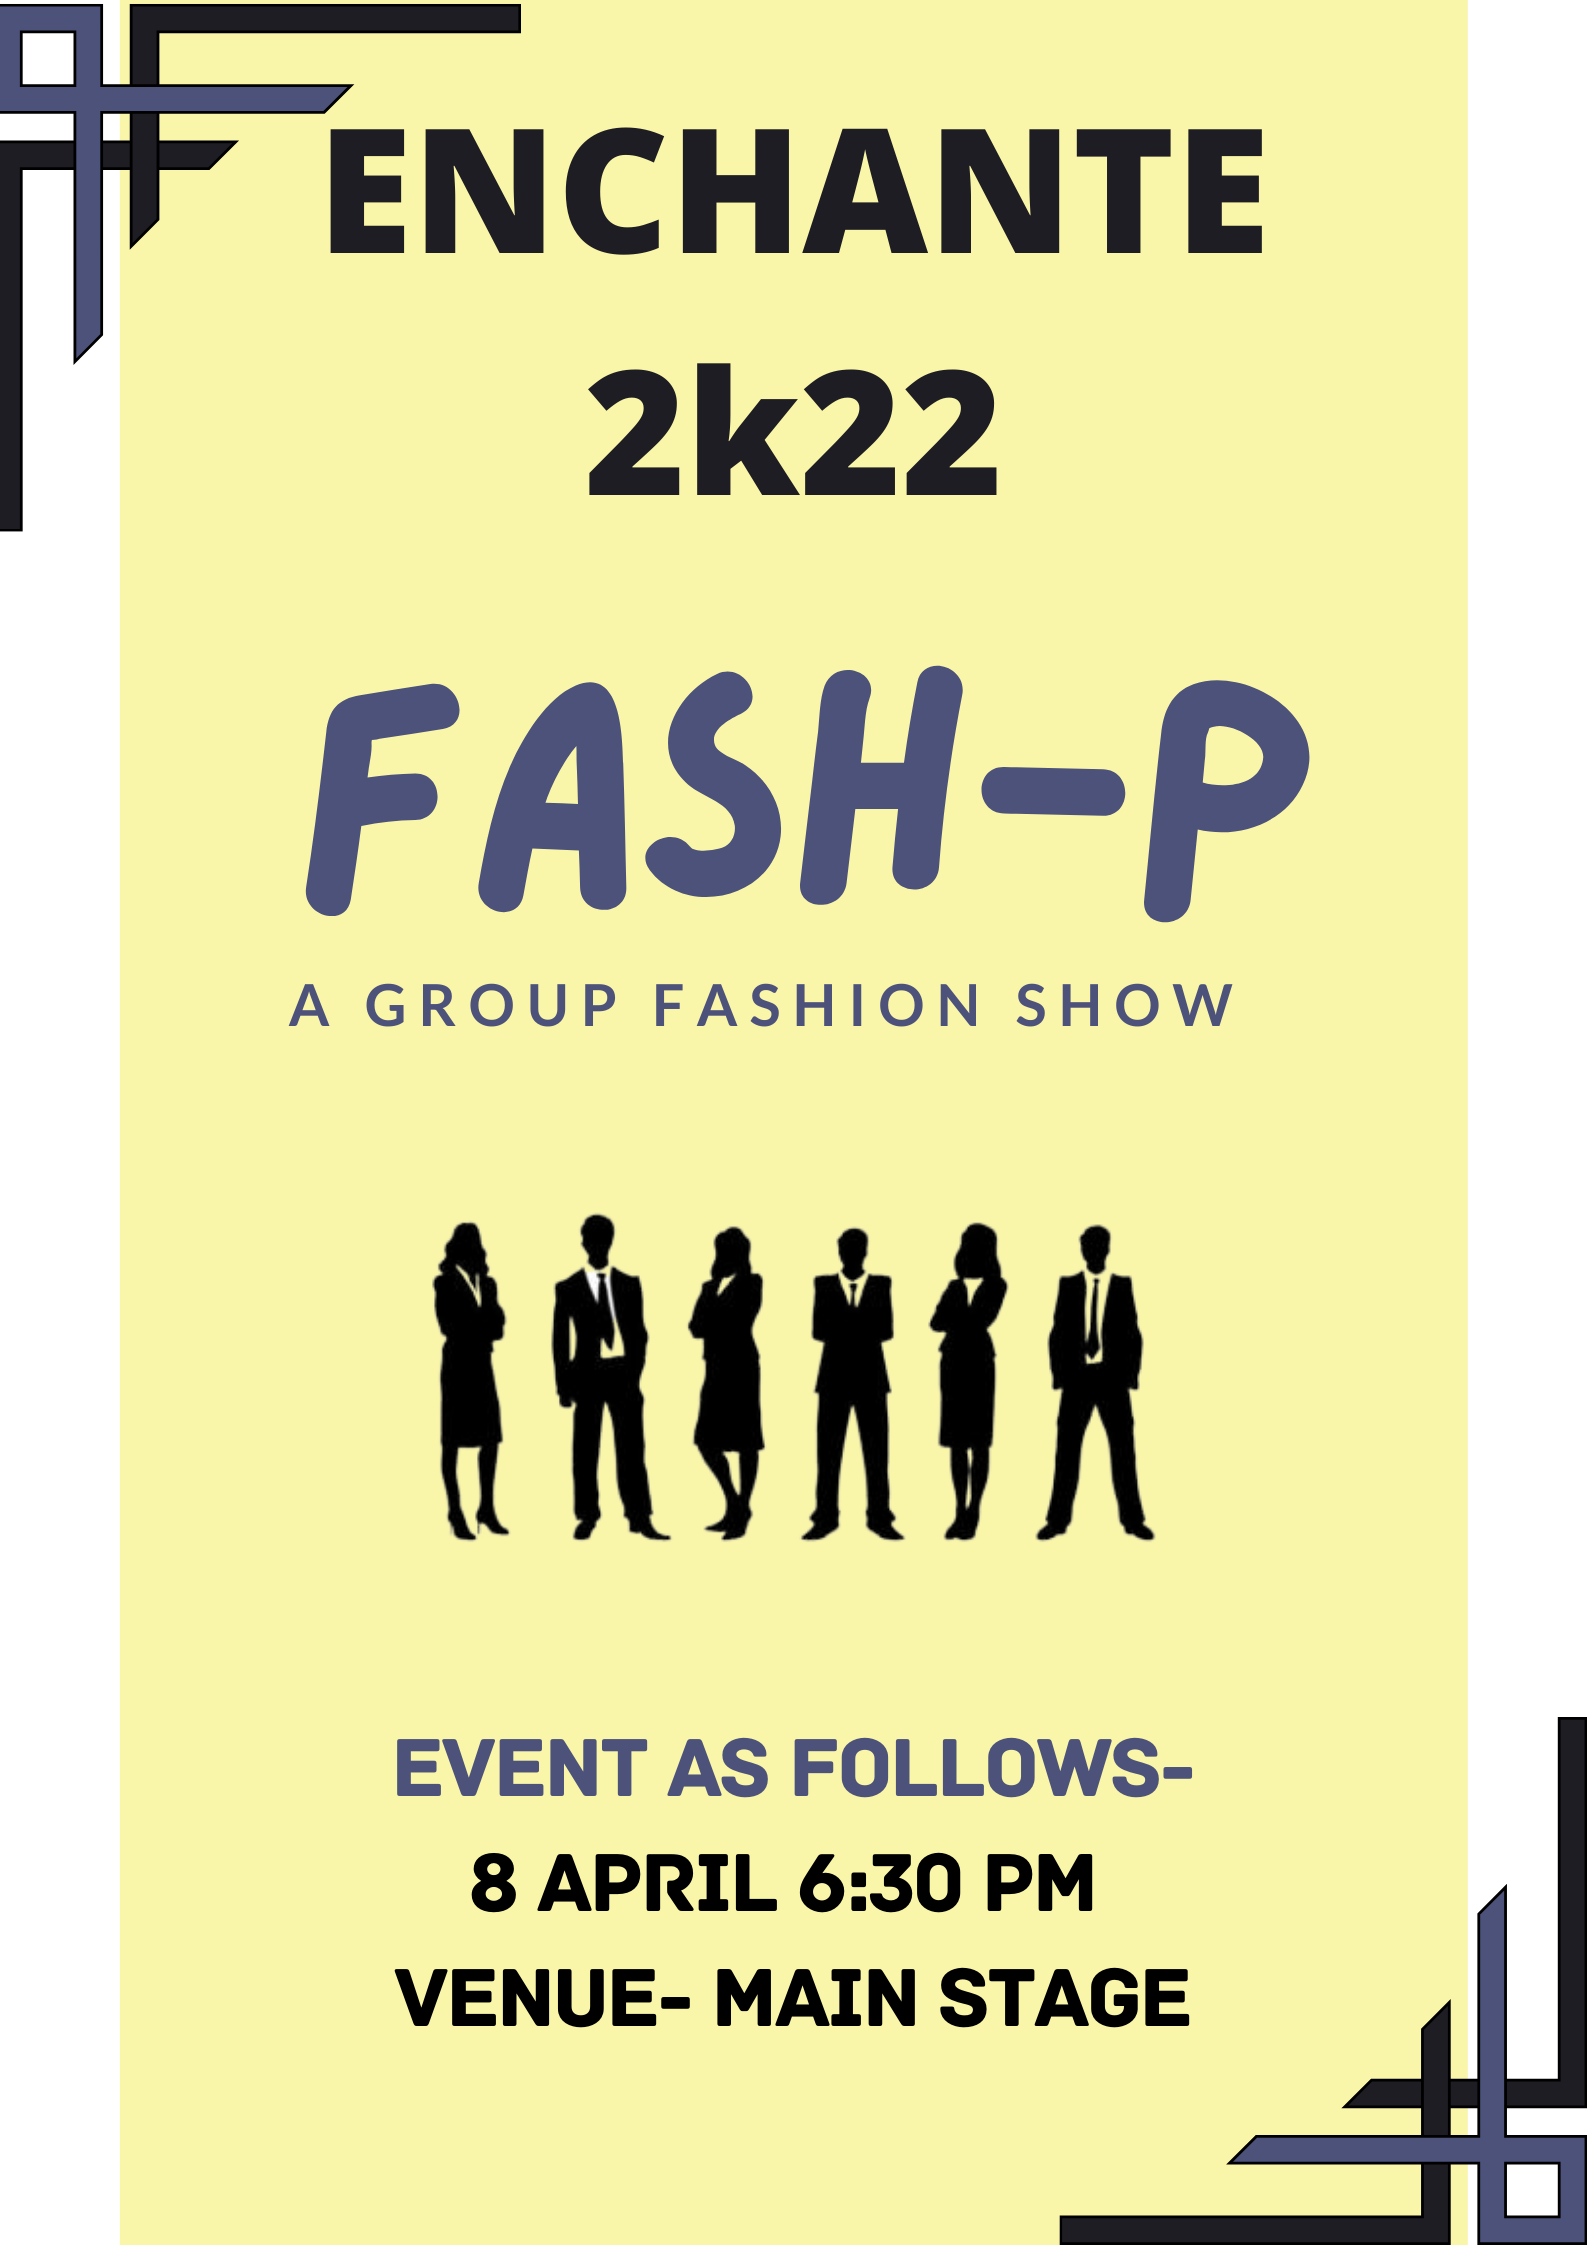 ENCHANTE
2k22
FASH-P
A GROUP FASHION SHOW
EVENT AS FOLLOWS-
8 APRIL 6:30 PM
VENUE- MAIN STAGE